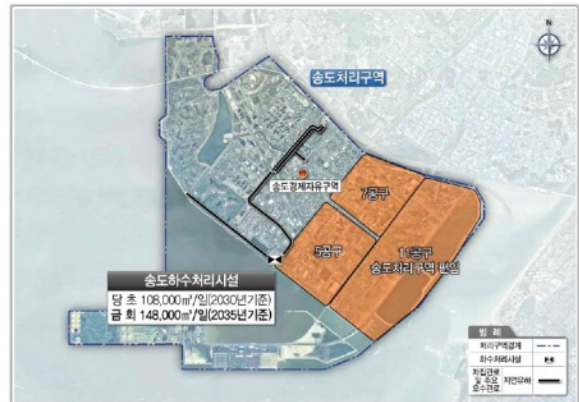 N
송도처리구역
송도경제자유구역
7공구
5공구
11공구
송도처리구역 편입
송도하수처리시설
당 초 108,000㎥/일(2030년기준)
금 회 148,000㎥/일(2035년기준)
범 례
처리구역경계
하수처리시설
차집관로
및 주요
오수관로
자연유하